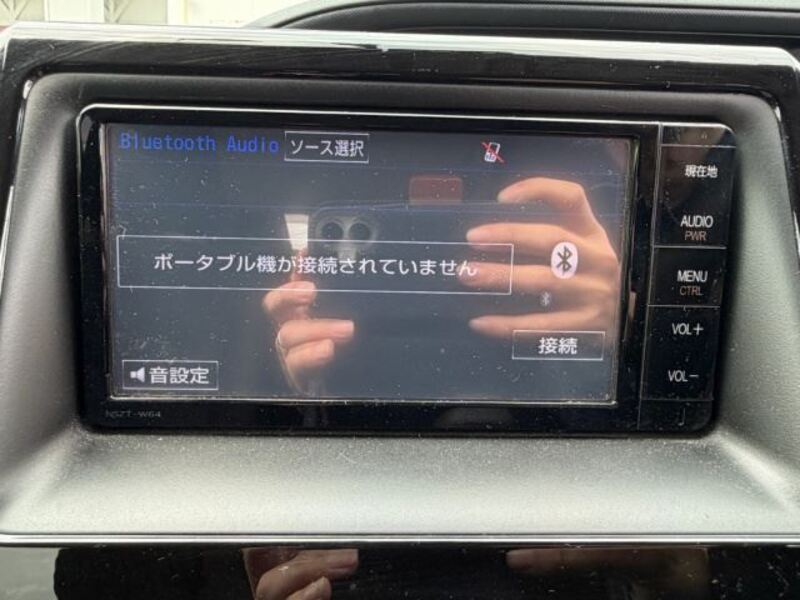 Bluetooth Audio ソース選択
現在地
AUDIO
PWR
ポータブル機が接続されていません
MENU
CTRL
VOL+
接続
音設定
VOL-
NSZT-W64